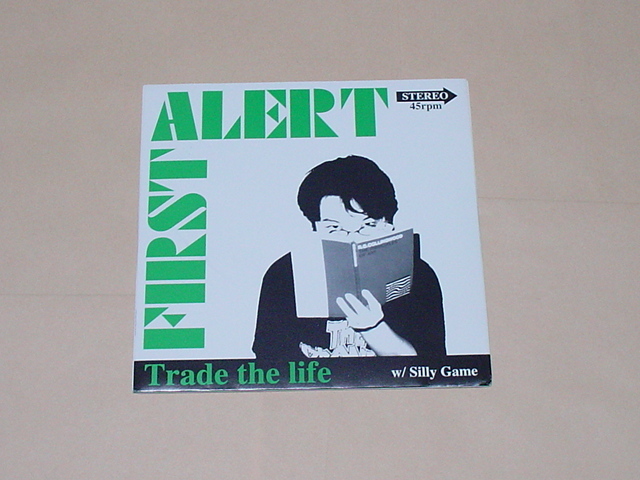 FIRST ALERT
STEREO
45rpm
Trade the life
w/ Silly Game